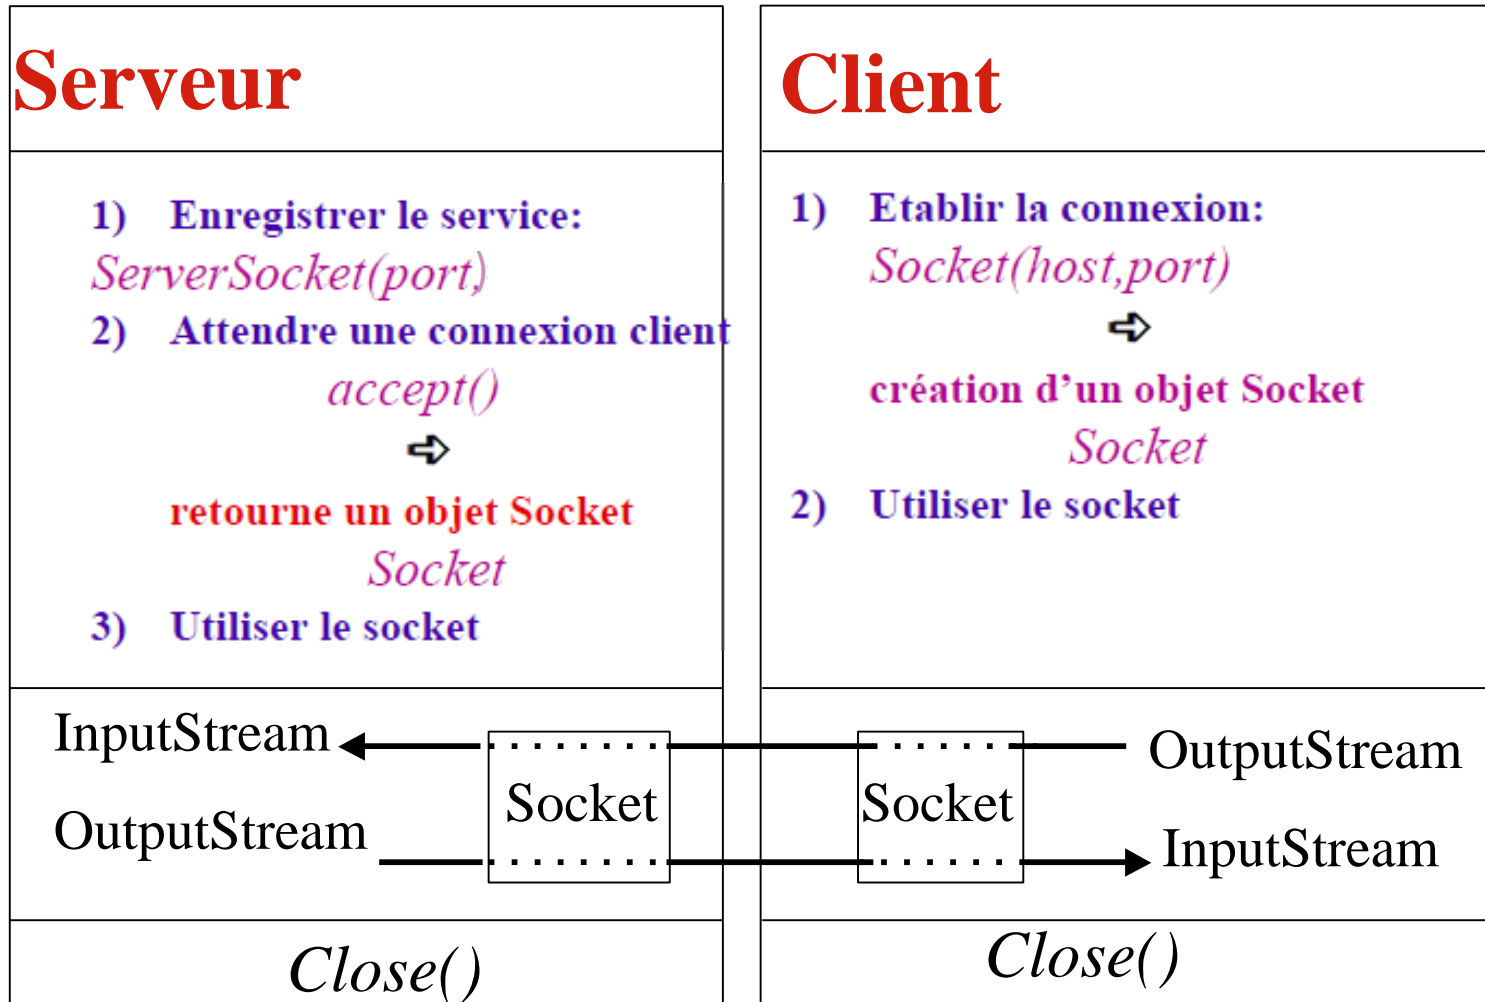 Serveur
1) Enregistrer le service:
ServerSocket(port,)
2) Attendre une connexion client
accept()
retourne un objet Socket
Socket
3) Utiliser le socket
Client
1) Etablir la connexion:
Socket(host,port)
création d’un objet Socket
Socket
2) Utiliser le socket
InputStream
OutputStream
Socket
Socket
OutputStream
InputStream
Close()
Close()